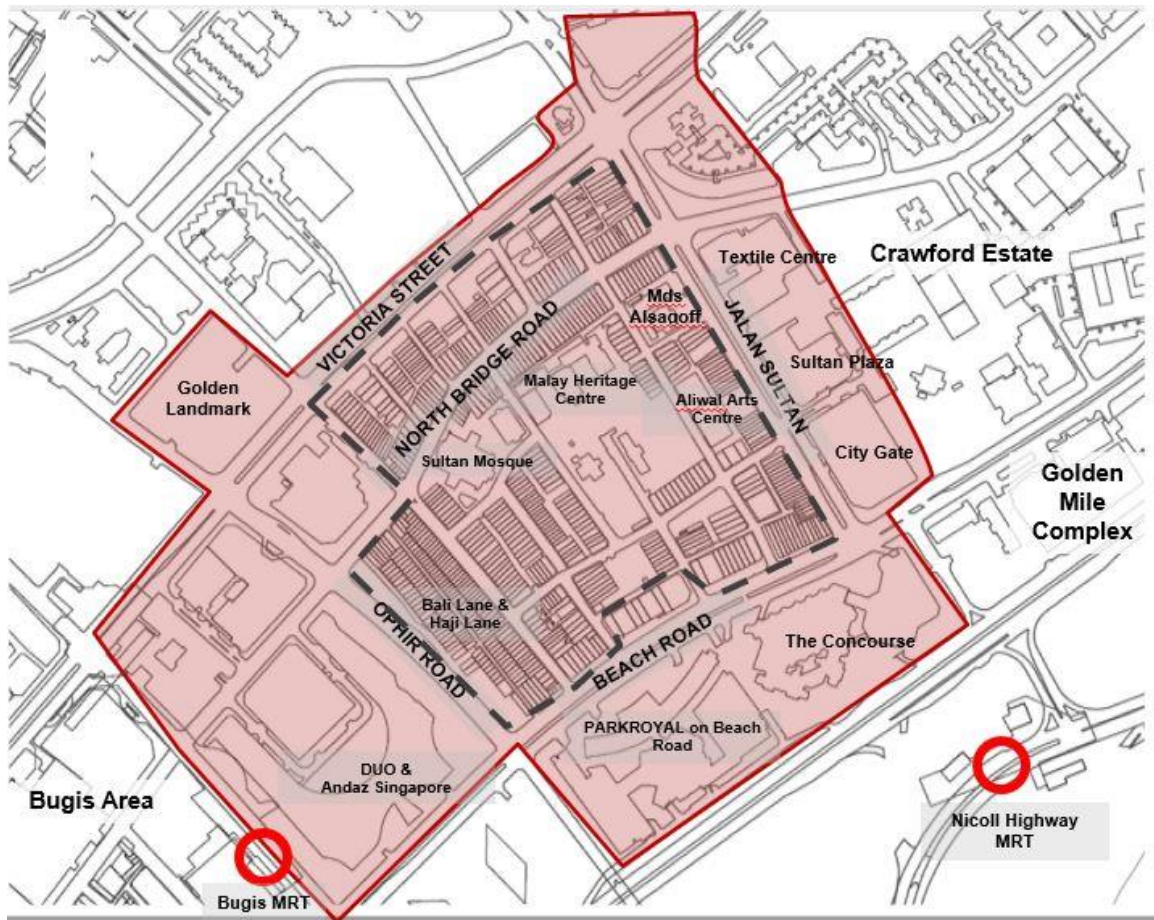 VICTORIA STREET
NORTH BRIDGE ROAD
Textile Centre
Crawford Estate
Mds
Alsagoff
JALAN SULTAN
Golden
Landmark
Malay Heritage
Centre
Sultan Plaza
Aliwal Arts
Centre
Sultan Mosque
City Gate
Golden
Mile
Complex
Bali Lane &
Haji Lane
OPHIR ROAD
BEACH ROAD
The Concourse
PARKROYAL on Beach
Road
DUO &
Andaz Singapore
Bugis Area
Nicoll Highway
MRT
Bugis MRT